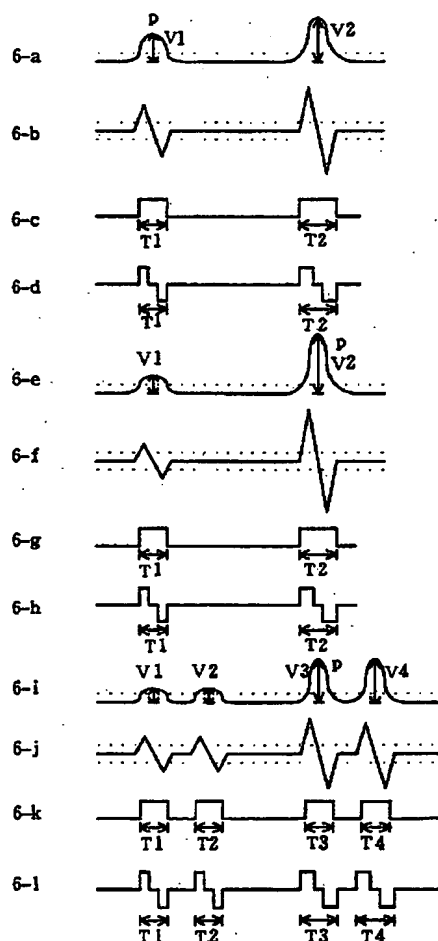 p
V1 V2
6-a
6-b
6-c
T1 T2
6-d
T1 T2
p
V1 V2
6-e
6-f
6-g
T1 T2
6-h
T1 T2
V1 V2 V3 p V4
6-i
6-j
6-k
T1 T2 T3 T4
6-l
T1 T2 T3 T4